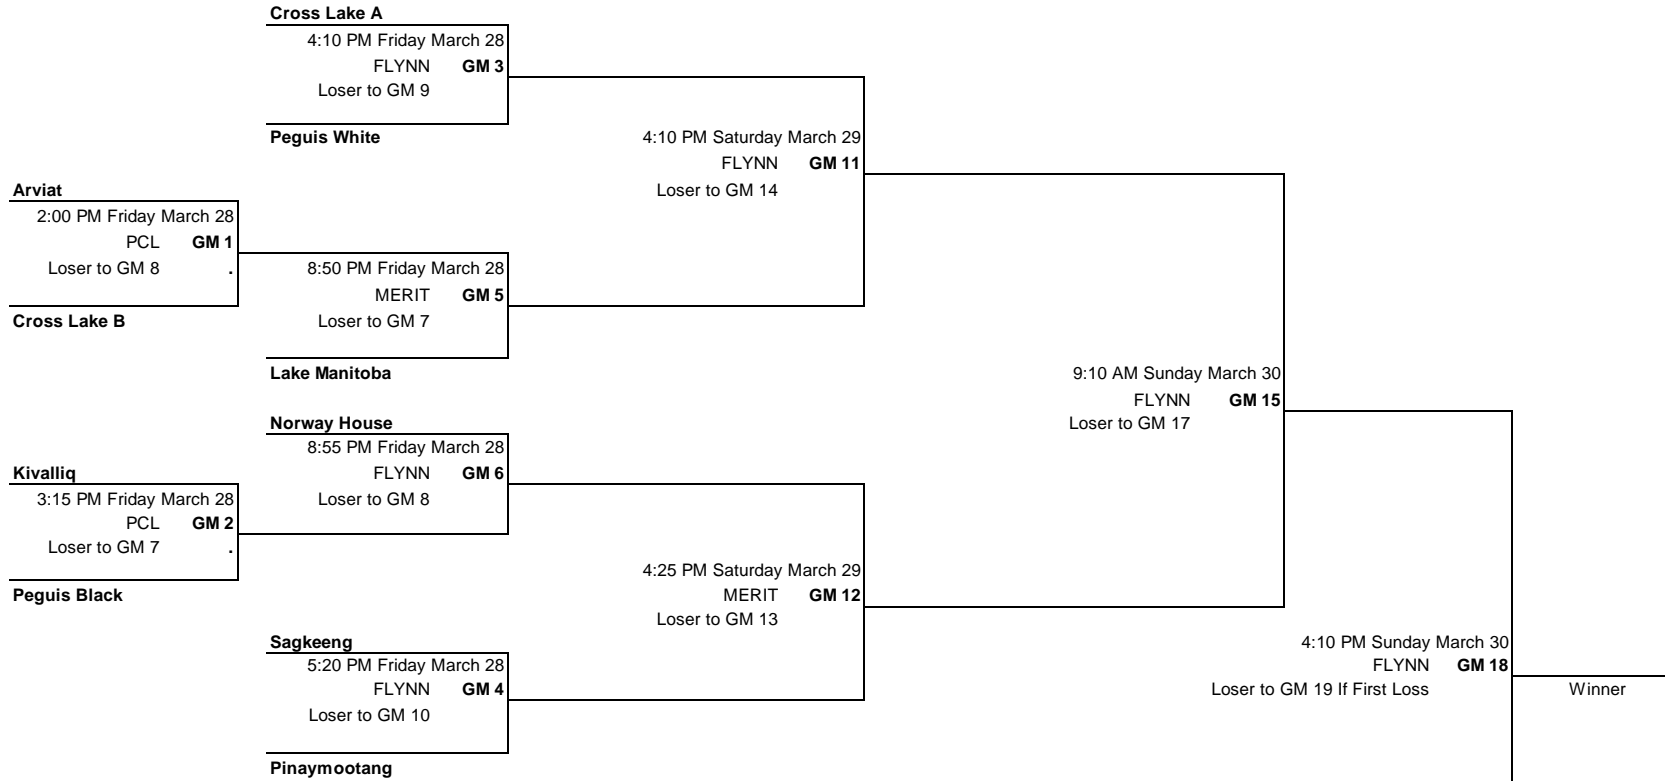 Cross Lake A
4:10 PM Friday March 28
FLYNN GM 3
Loser to GM 9
Peguis White
4:10 PM Saturday March 29
FLYNN GM 11
Loser to GM 14
Arviat
2:00 PM Friday March 28
PCL GM 1
Loser to GM 8 .
Cross Lake B
8:50 PM Friday March 28
MERIT GM 5
Loser to GM 7
Lake Manitoba
9:10 AM Sunday March 30
FLYNN GM 15
Loser to GM 17
Norway House
8:55 PM Friday March 28
FLYNN GM 6
Loser to GM 8
Kivalliq
3:15 PM Friday March 28
PCL GM 2
Loser to GM 7 .
Peguis Black
4:25 PM Saturday March 29
MERIT GM 12
Loser to GM 13
Sagkeeng
5:20 PM Friday March 28
FLYNN GM 4
Loser to GM 10
Pinaymootang
4:10 PM Sunday March 30
FLYNN GM 18
Loser to GM 19 If First Loss
Winner